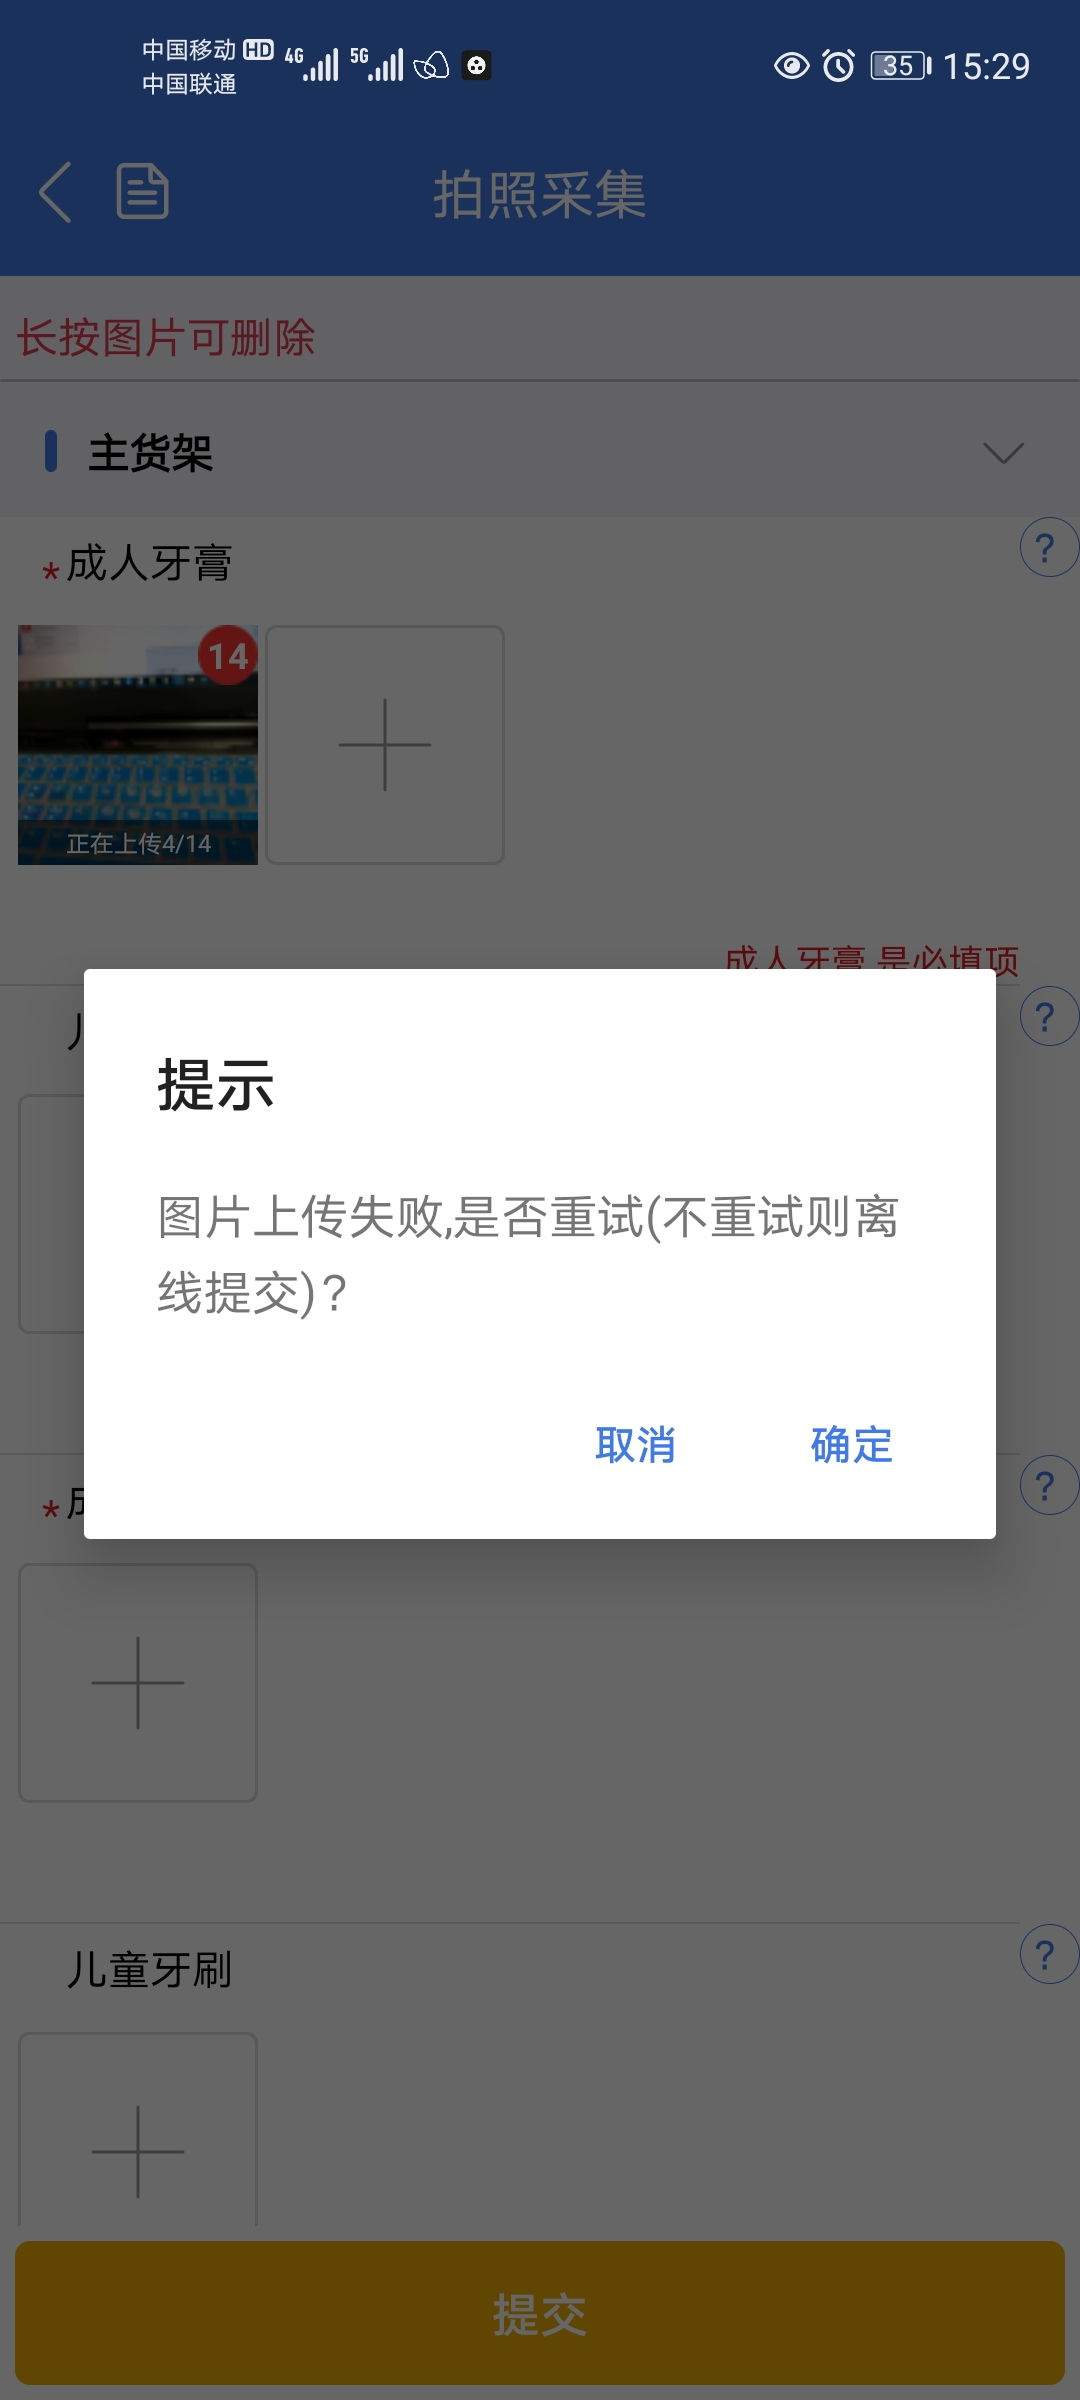 中国移动 HD 4G 5G
中国联通
35 15:29
拍照采集
长按图片可删除
主货架
* 成人牙膏
?
14
正在上传4/14
成人牙膏 是必填项
?
提示
图片上传失败,是否重试(不重试则离
线提交)?
取消 确定
*
?
儿童牙刷
?
提交